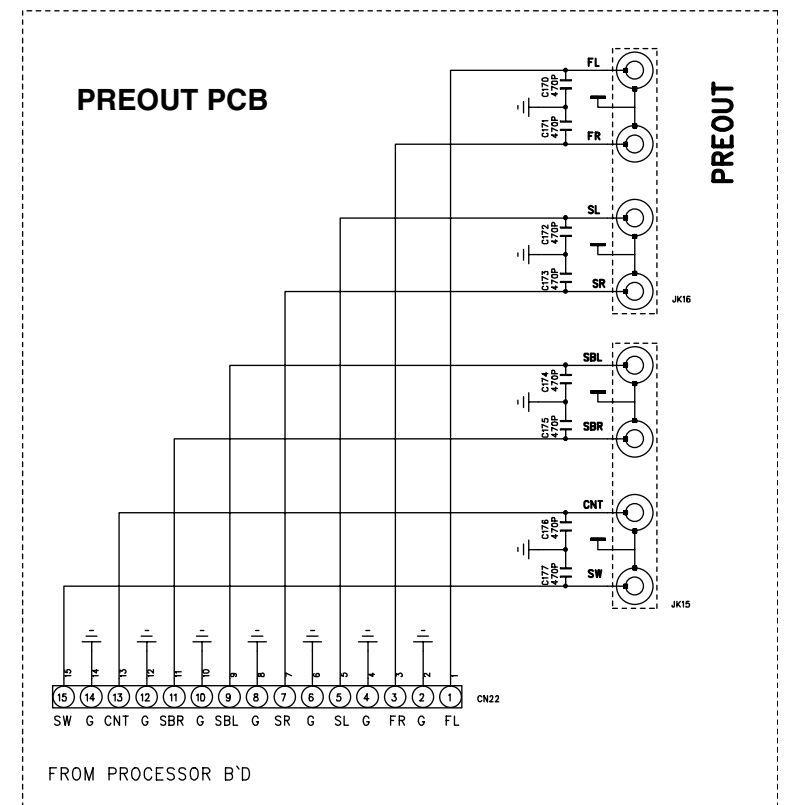 PREOUT PCB
PREOUT
FL
C170
470P
C171
470P
FR
SL
C172
470P
C173
470P
SR
JK16
SBL
C174
470P
C175
470P
SBR
CNT
C176
470P
C177
470P
SW
JK15
15 14 13 12 11 10 9 8 7 6 5 4 3 2 1
15 14 13 12 11 10 9 8 7 6 5 4 3 2 1 CN22
SW G CNT G SBR G SBL G SR G SL G FR G FL
FROM PROCESSOR B`D